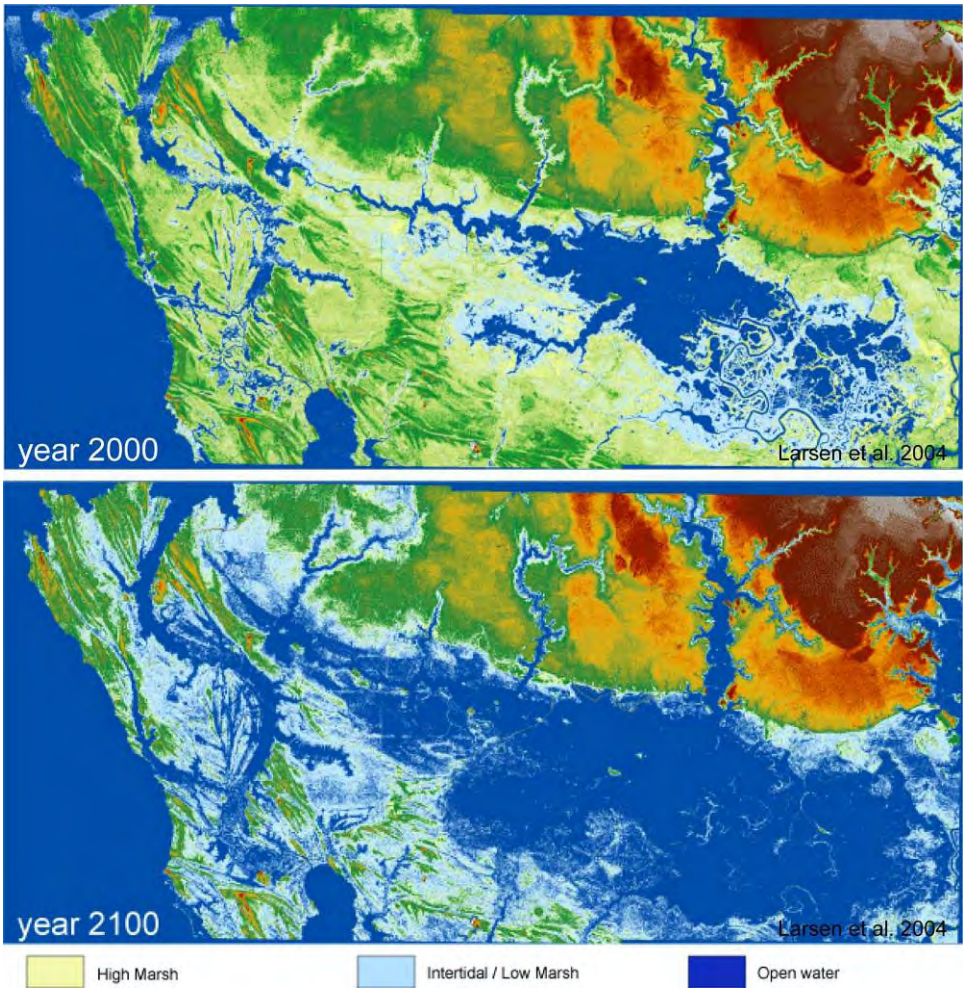 year 2000
Larsen et al. 2004
year 2100
Larsen et al. 2004
High Marsh
Intertidal / Low Marsh
Open water